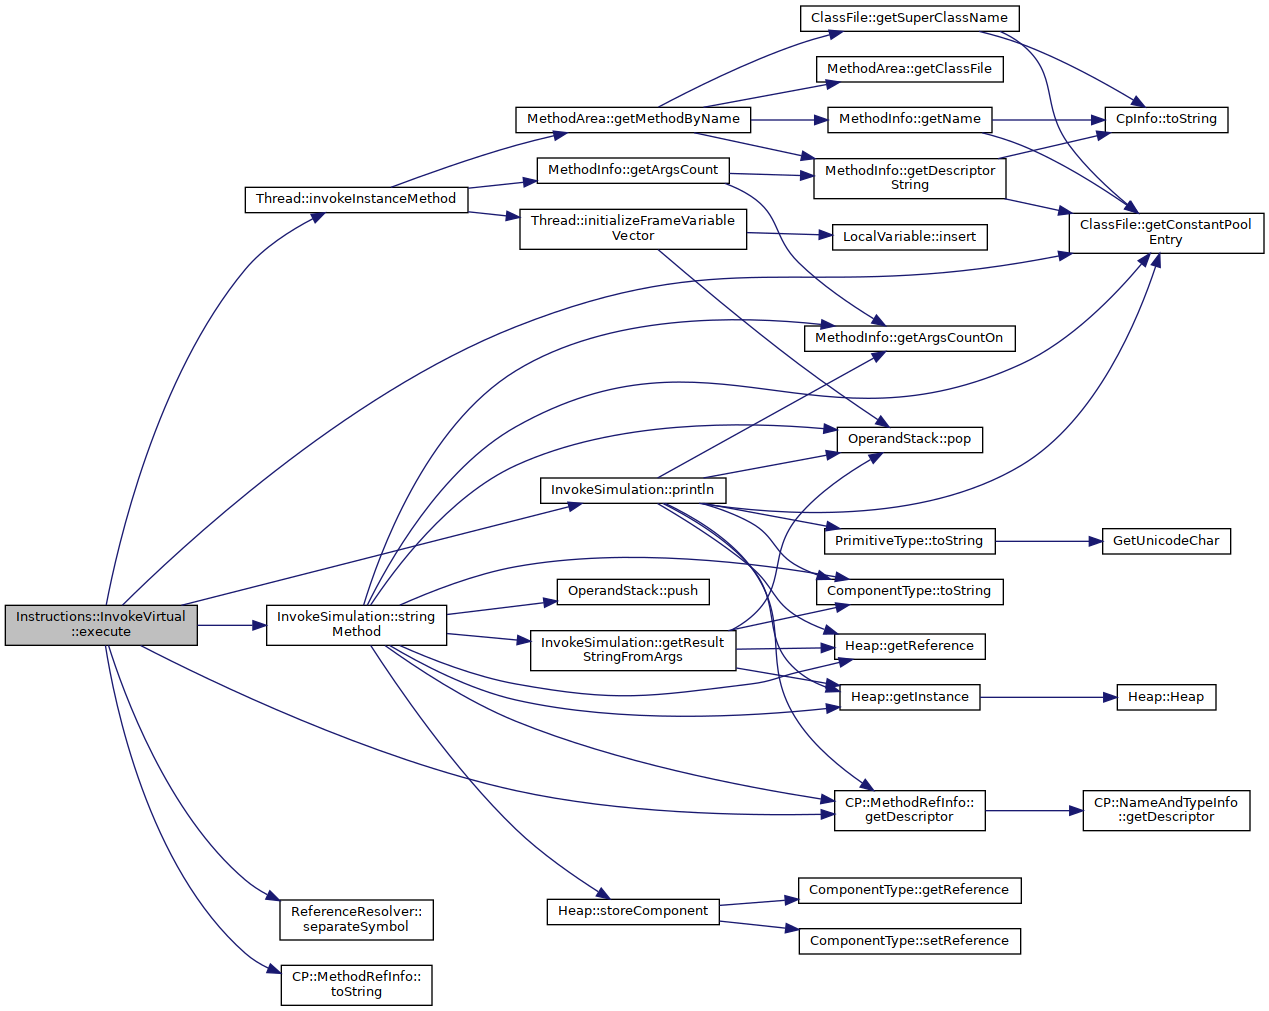 ClassFile::getSuperClassName
MethodArea::getClassFile
MethodArea::getMethodByName
MethodInfo::getName
CpInfo::toString
MethodInfo::getArgsCount
MethodInfo::getDescriptor
String
Thread::invokeInstanceMethod
Thread::initializeFrameVariable
Vector
ClassFile::getConstantPool
Entry
LocalVariable::insert
MethodInfo::getArgsCountOn
OperandStack::pop
InvokeSimulation::println
PrimitiveType::toString
GetUnicodeChar
OperandStack::push
ComponentType::toString
Instructions::InvokeVirtual
::execute
InvokeSimulation::string
Method
InvokeSimulation::getResult
StringFromArgs
Heap::getReference
Heap::getInstance
Heap::Heap
CP::MethodRefInfo::
getDescriptor
CP::NameAndTypeInfo
::getDescriptor
ComponentType::getReference
Heap::storeComponent
ReferenceResolver::
separateSymbol
ComponentType::setReference
CP::MethodRefInfo::
toString